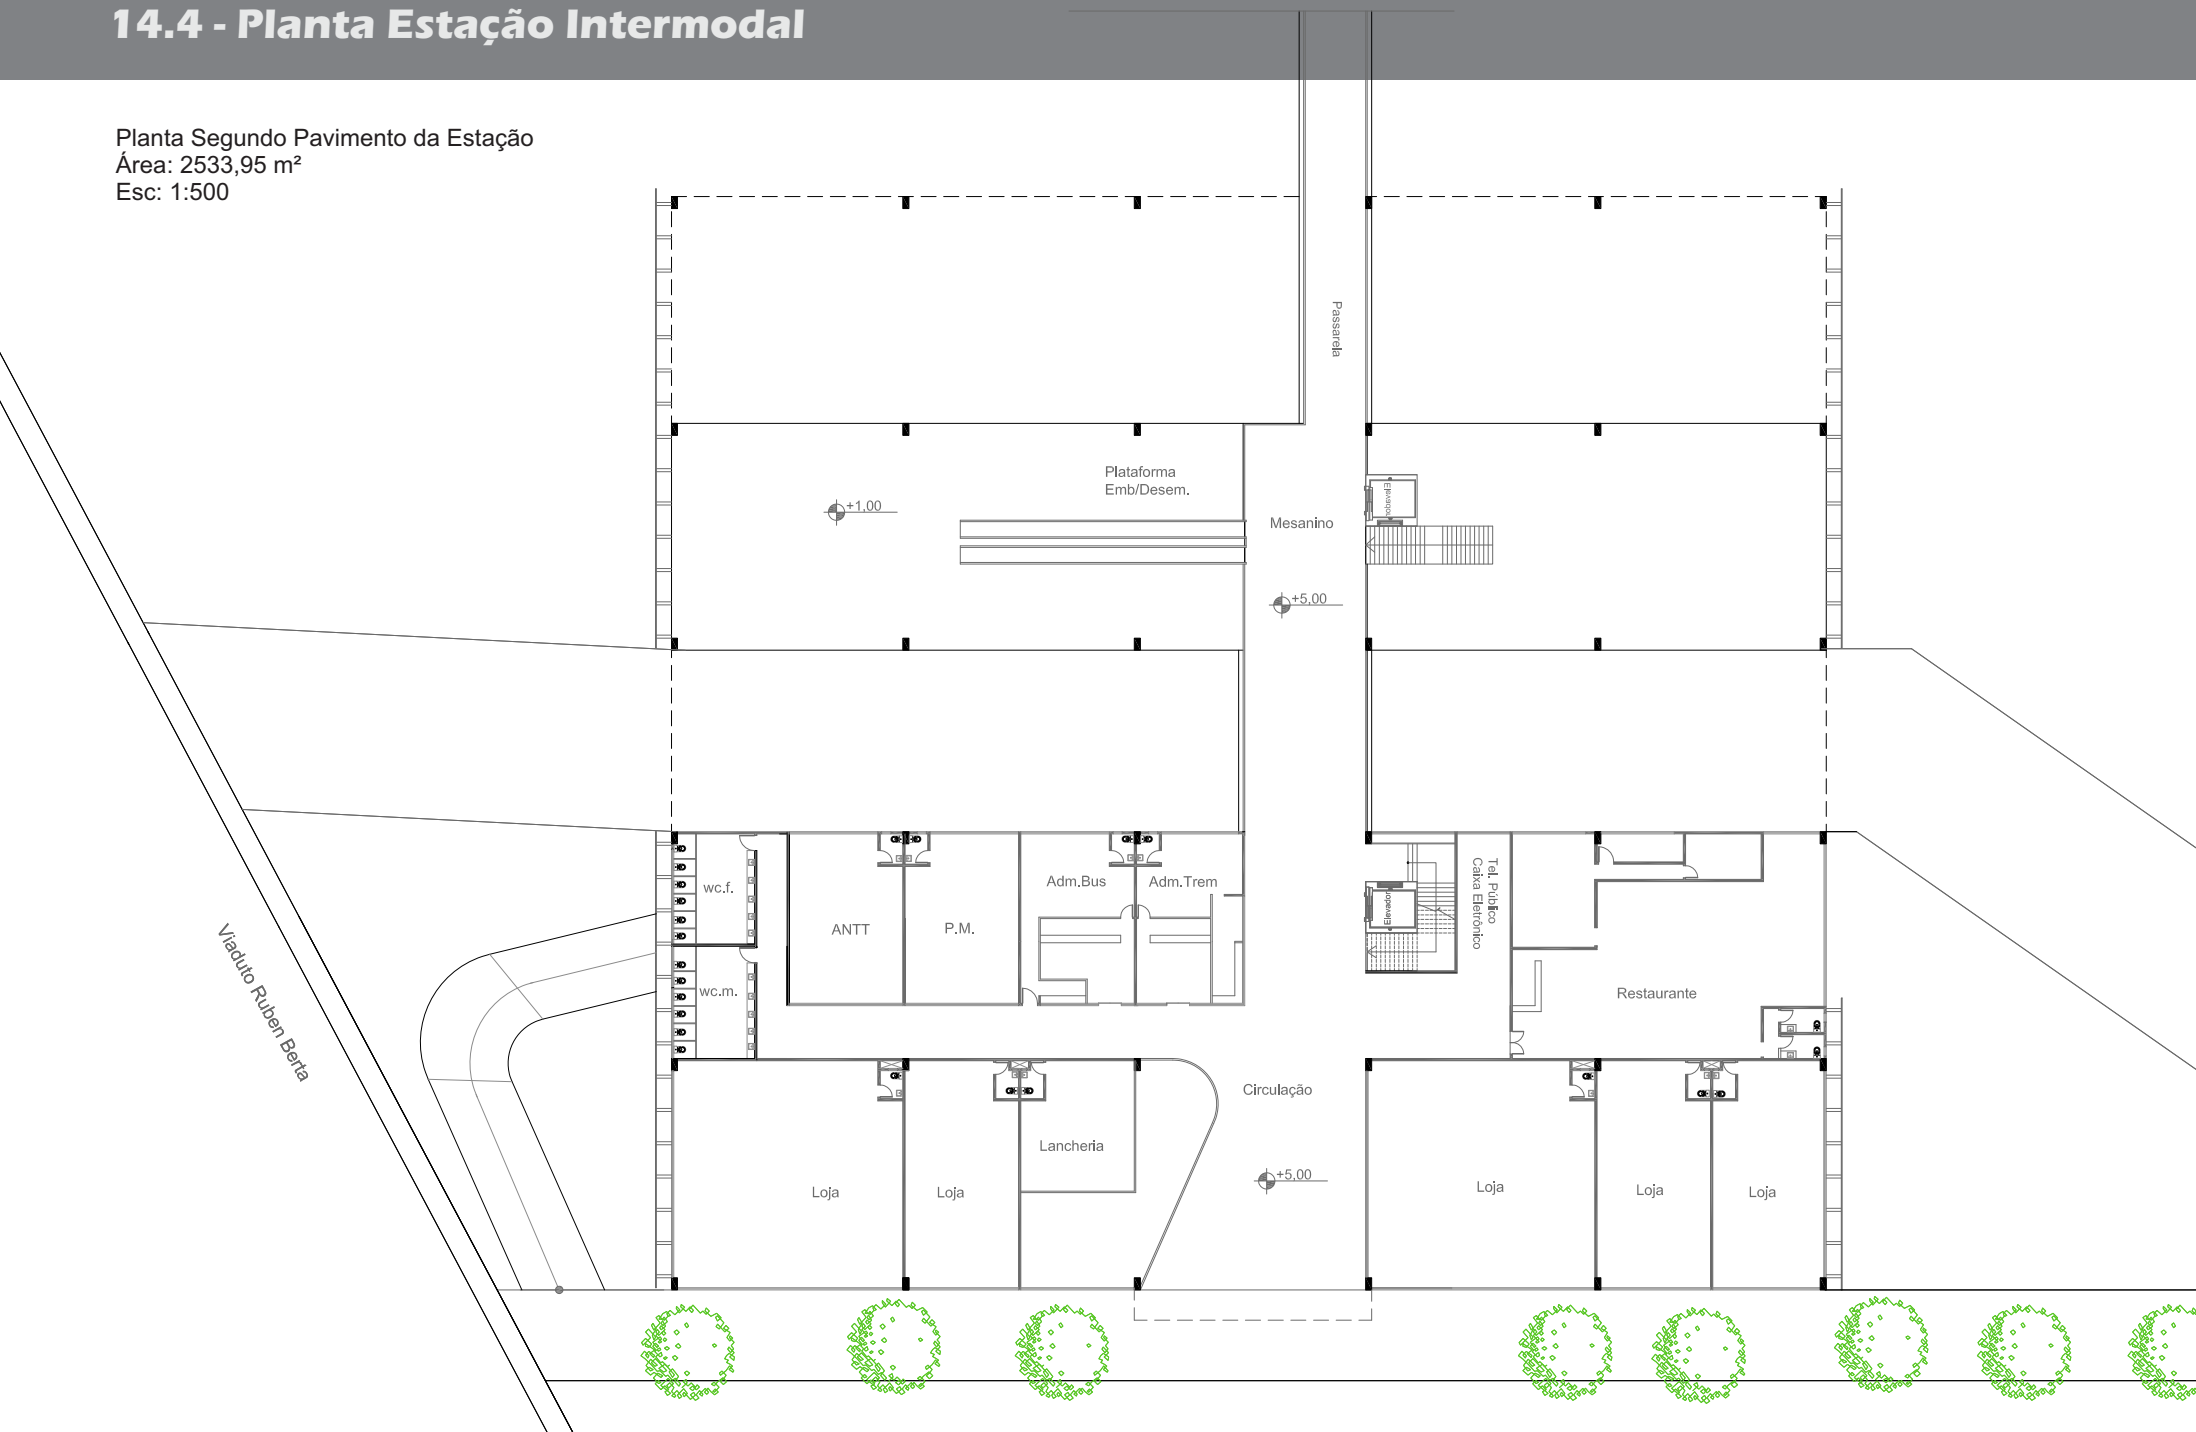 14.4 - Planta Estação Intermodal
Planta Segundo Pavimento da Estação
Área: 2533,95 m²
Esc: 1:500
Passarela
Plataforma
Emb/Desem.
+1,00
Elevador
Mesanino
+5,00
Tel. Público
Caixa Eletrônico
wc.f.
Adm.Bus
Adm.Trem
Elevador
ANTT
P.M.
wc.m.
Restaurante
Viaduto Ruben Berta
Circulação
Lancheria
+5,00
Loja
Loja
Loja
Loja
Loja